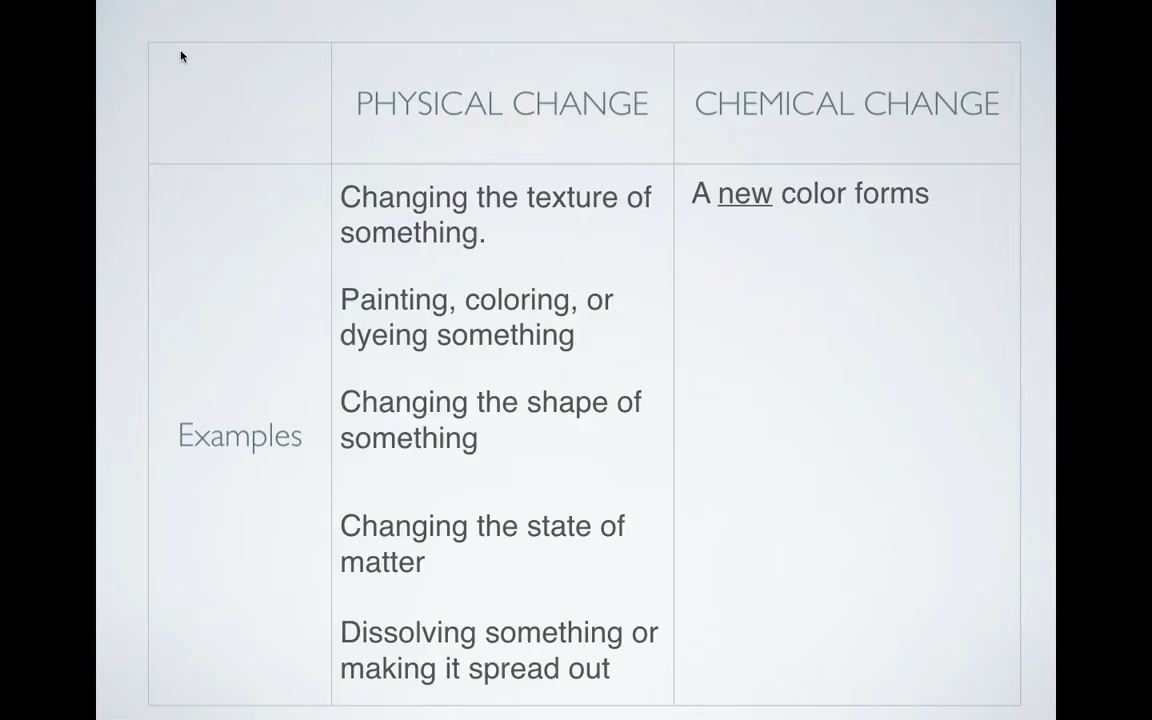 PHYSICAL CHANGE
CHEMICAL CHANGE
Examples
Changing the texture of
something.
Painting, coloring, or
dyeing something
Changing the shape of
something
Changing the state of
matter
Dissolving something or
making it spread out
A new color forms